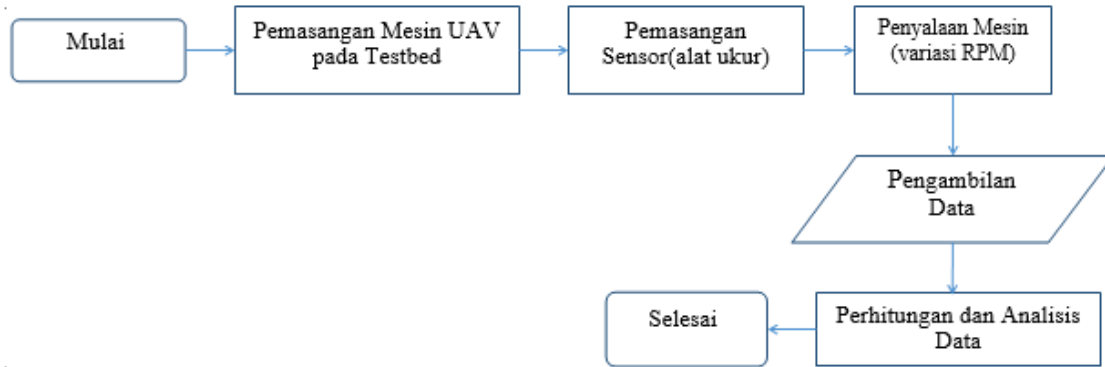 Mulai
Pemasangan Mesin UAV
pada Testbed
Pemasangan
Sensor(alat ukur)
Penyalaan Mesin
(variasi RPM)
Pengambilan
Data
Perhitungan dan Analisis
Data
Selesai